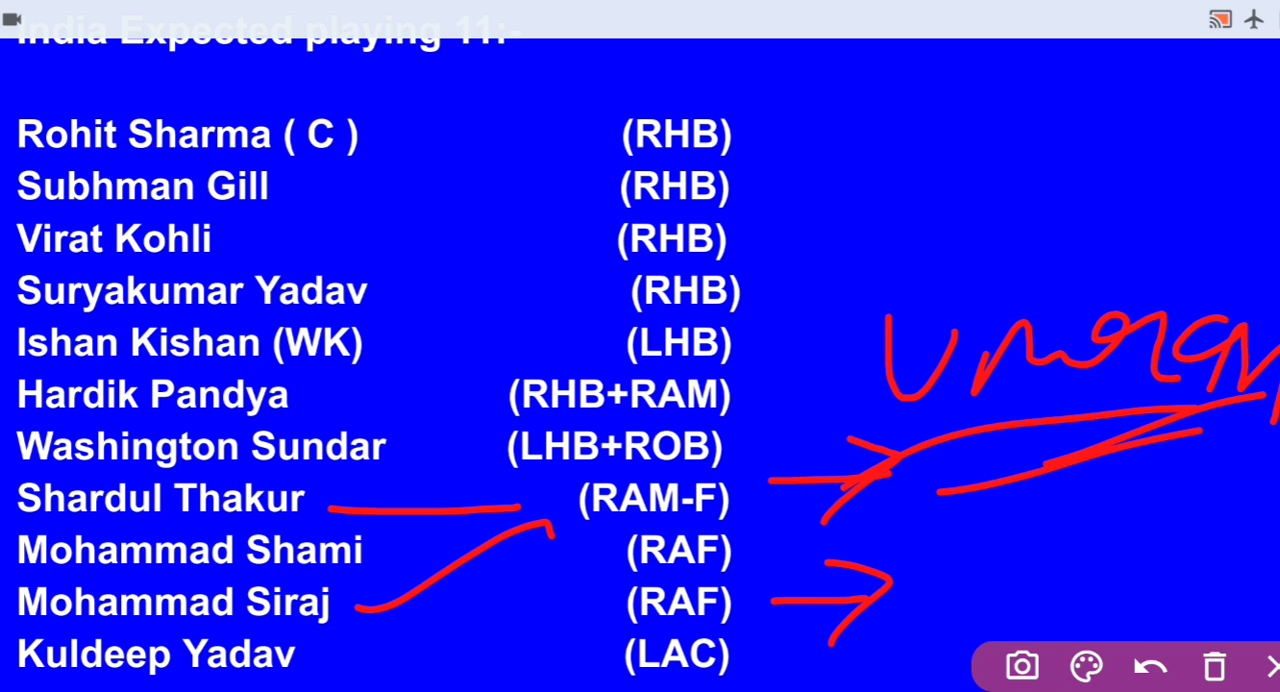 India Expected playing 11:-
Rohit Sharma ( C ) (RHB)
Subhman Gill (RHB)
Virat Kohli (RHB)
Suryakumar Yadav (RHB)
Ishan Kishan (WK) (LHB)
Hardik Pandya (RHB+RAM)
Washington Sundar (LHB+ROB)
Shardul Thakur (RAM-F)
Mohammad Shami (RAF)
Mohammad Siraj (RAF)
Kuldeep Yadav (LAC)